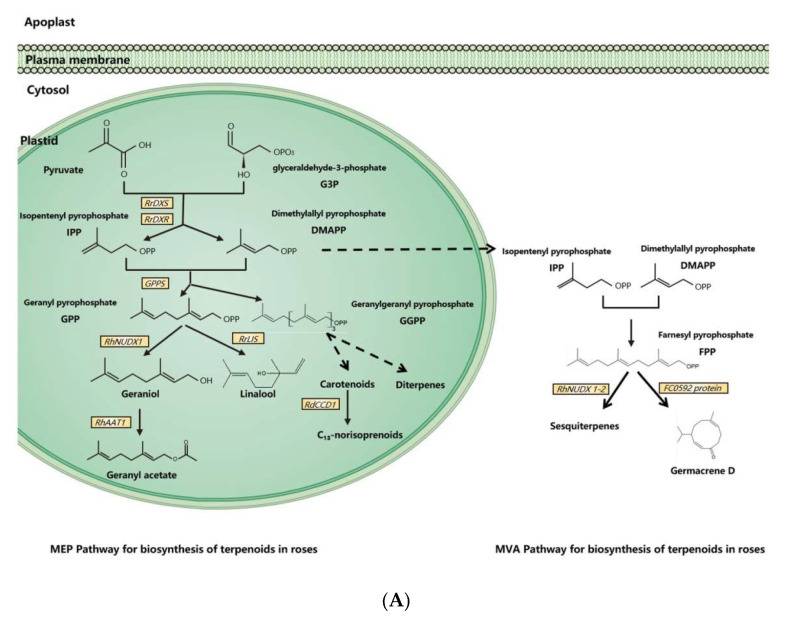 Apoplast
Plasma membrane
Cytosol
Plastid
O
OH
O
Pyruvate
O
OPO₃
HO
glyceraldehyde-3-phosphate
G3P
RrDXS
RrDXR
Isopentenyl pyrophosphate
IPP
OPP
Dimethylallyl pyrophosphate
DMAPP
OPP
GPPS
Geranyl pyrophosphate
GPP
OPP
OPP
3
Geranylgeranyl pyrophosphate
GGPP
RhNUDX1
RrLIS
OH
Geraniol
HO
Linalool
Carotenoids
Diterpenes
RhAAT1
RdCCD1
C₁₃-norisoprenoids
O
O
Geranyl acetate
Isopentenyl pyrophosphate
IPP
OPP
Dimethylallyl pyrophosphate
DMAPP
OPP
Farnesyl pyrophosphate
FPP
OPP
RhNUDX 1-2
FC0592 protein
Sesquiterpenes
O
Germacrene D
MEP Pathway for biosynthesis of terpenoids in roses
MVA Pathway for biosynthesis of terpenoids in roses
(A)